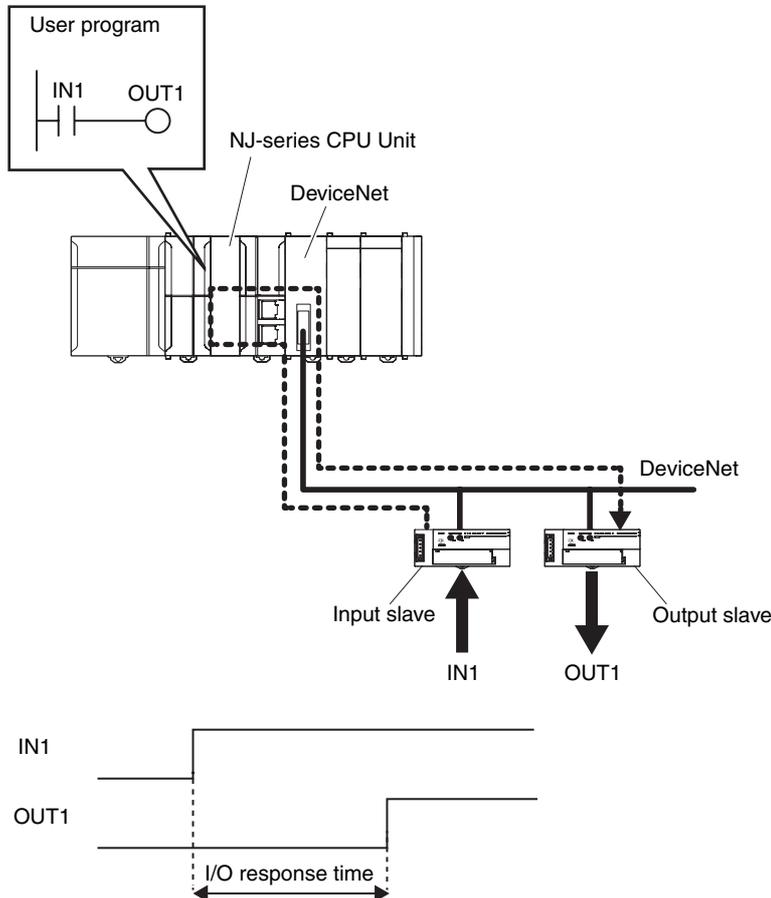 User program
IN1
OUT1
NJ-series CPU Unit
DeviceNet
DeviceNet
Input slave
Output slave
IN1
OUT1
IN1
OUT1
I/O response time